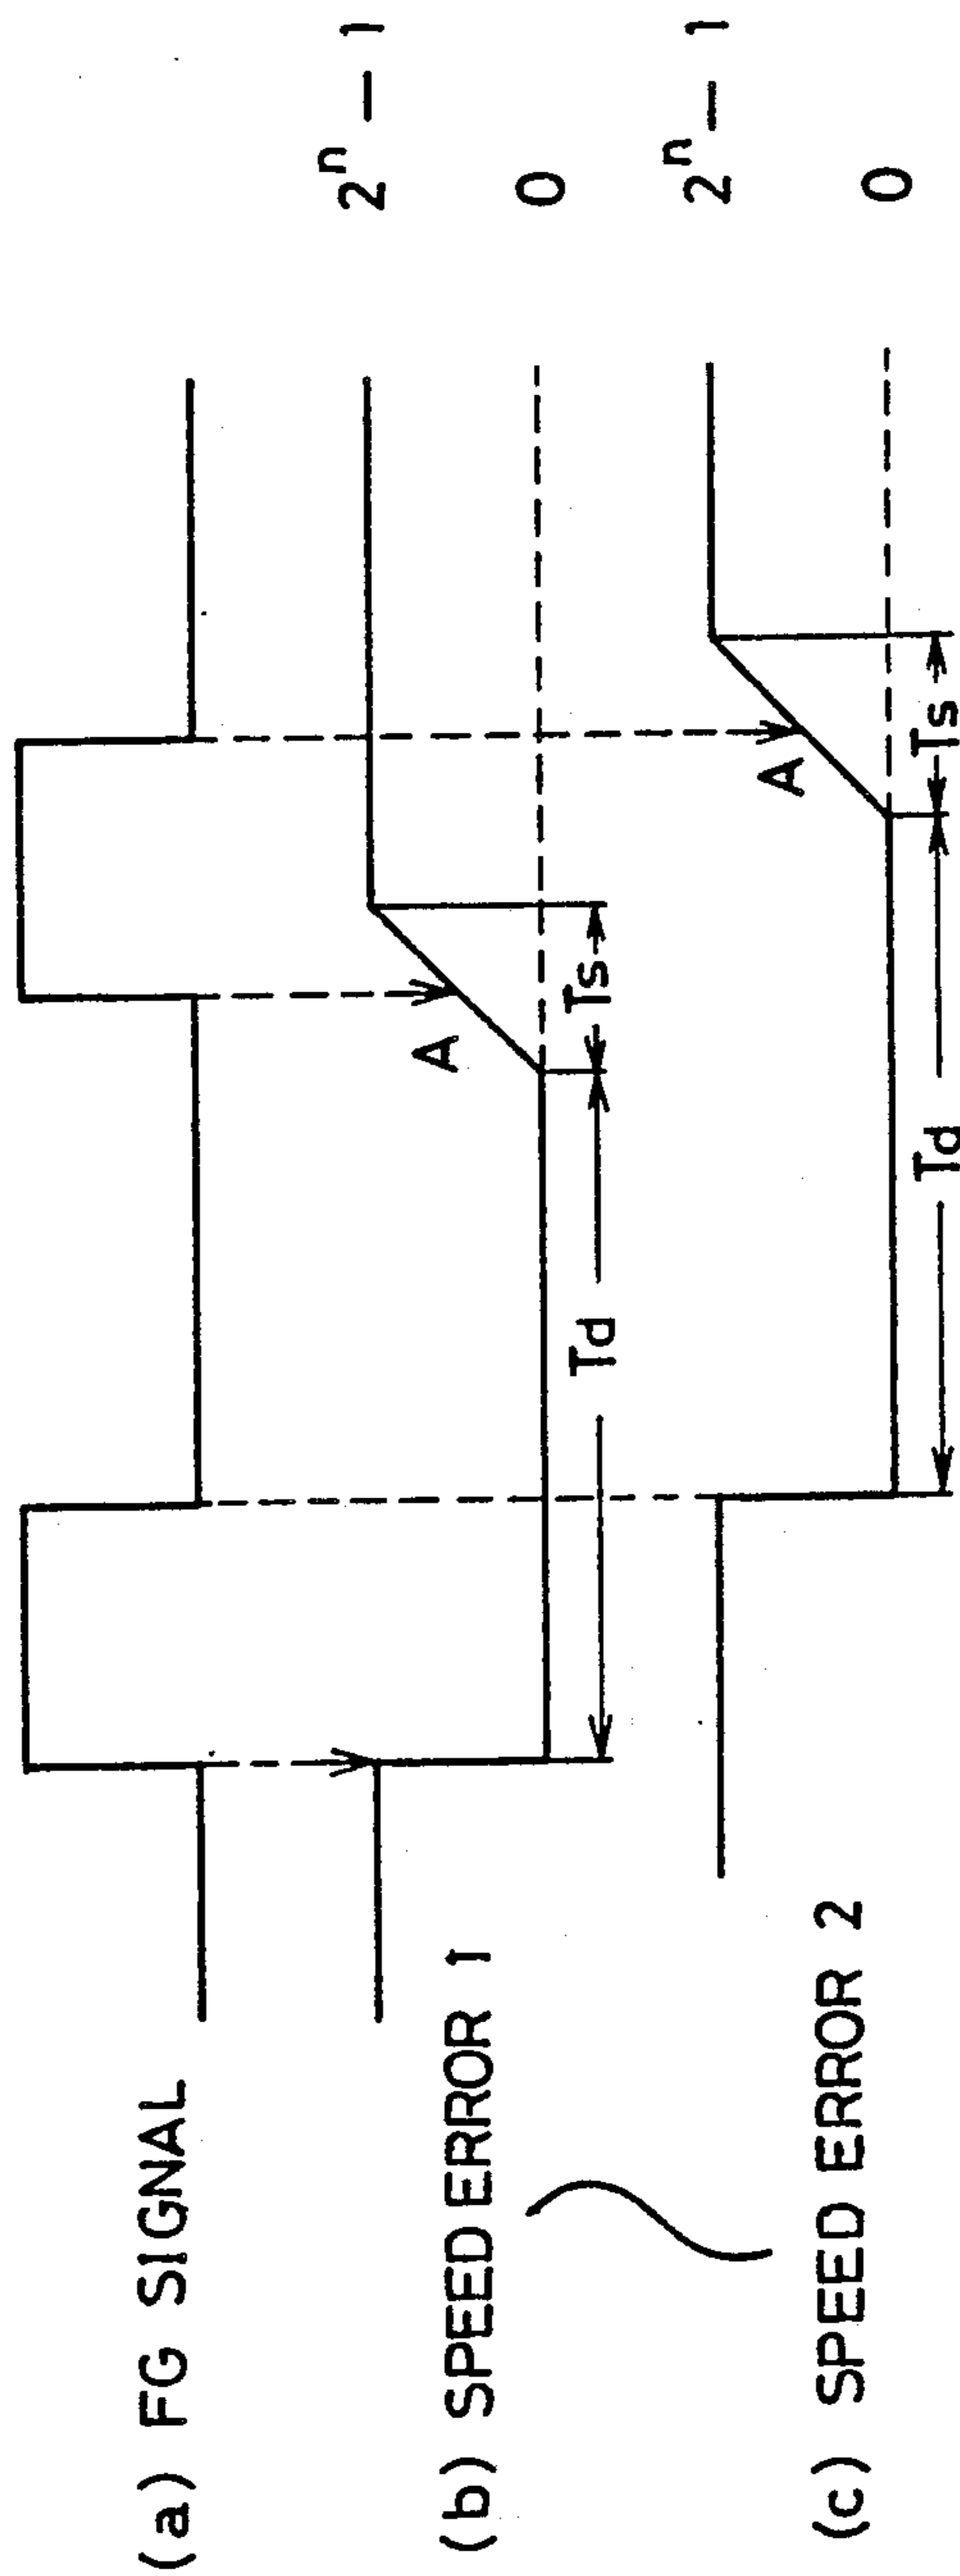 (a) FG SIGNAL
(b) SPEED ERROR 1
2ⁿ — 1
A
0
Td
Ts
(c) SPEED ERROR 2
2ⁿ — 1
A
0
Td
Ts